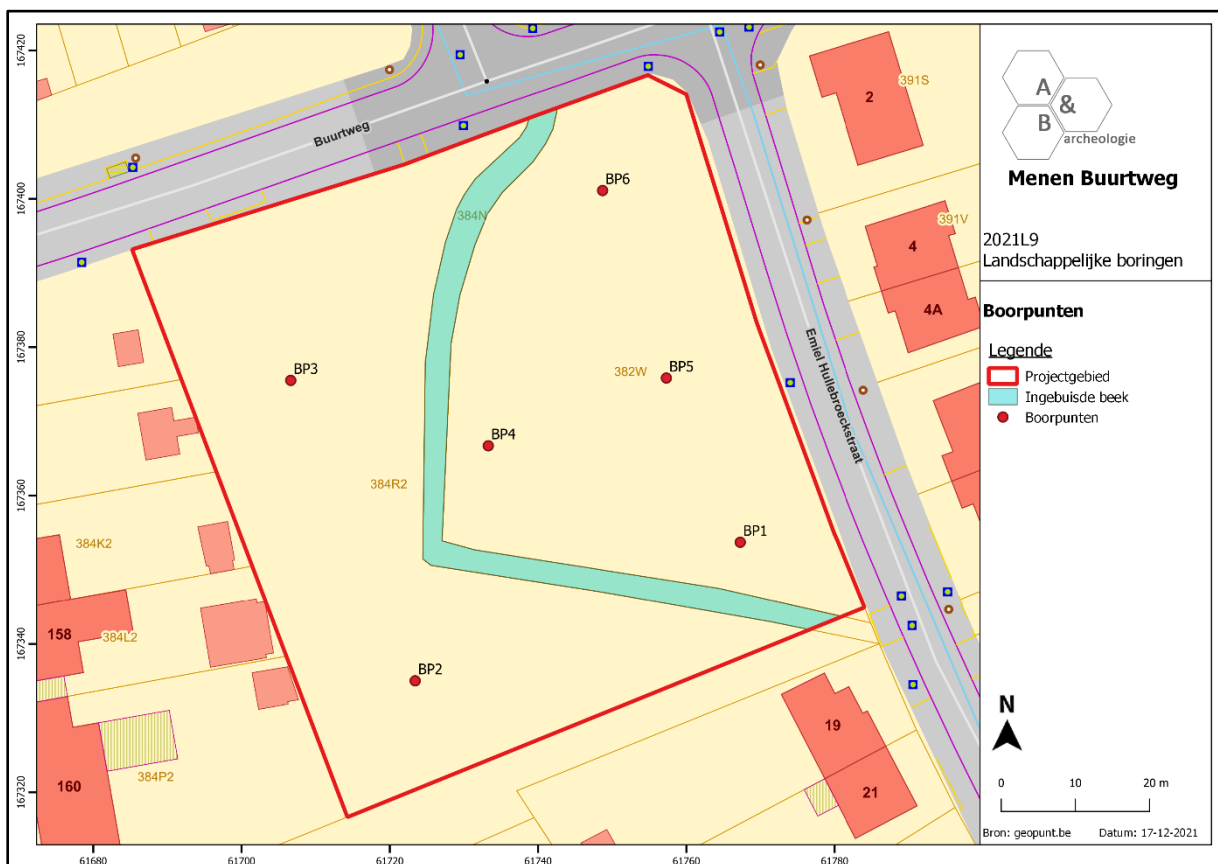 167420
167400
167380
167360
167340
167320
61680
61700
61720
61740
61760
61780
Buurtweg
Emiel Hullebroeckstraat
BP6
BP3
BP5
BP4
BP1
BP2
384N
382W
384R2
384K2
384L2
384P2
391S
391V
2
4
4A
158
160
19
21
A
&
B
archeologie
Menen Buurtweg
2021L9
Landschappelijke boringen
Boorpunten
Legende
Projectgebied
Ingebuisde beek
Boorpunten
N
0 10 20 m
Bron: geopunt.be Datum: 17-12-2021